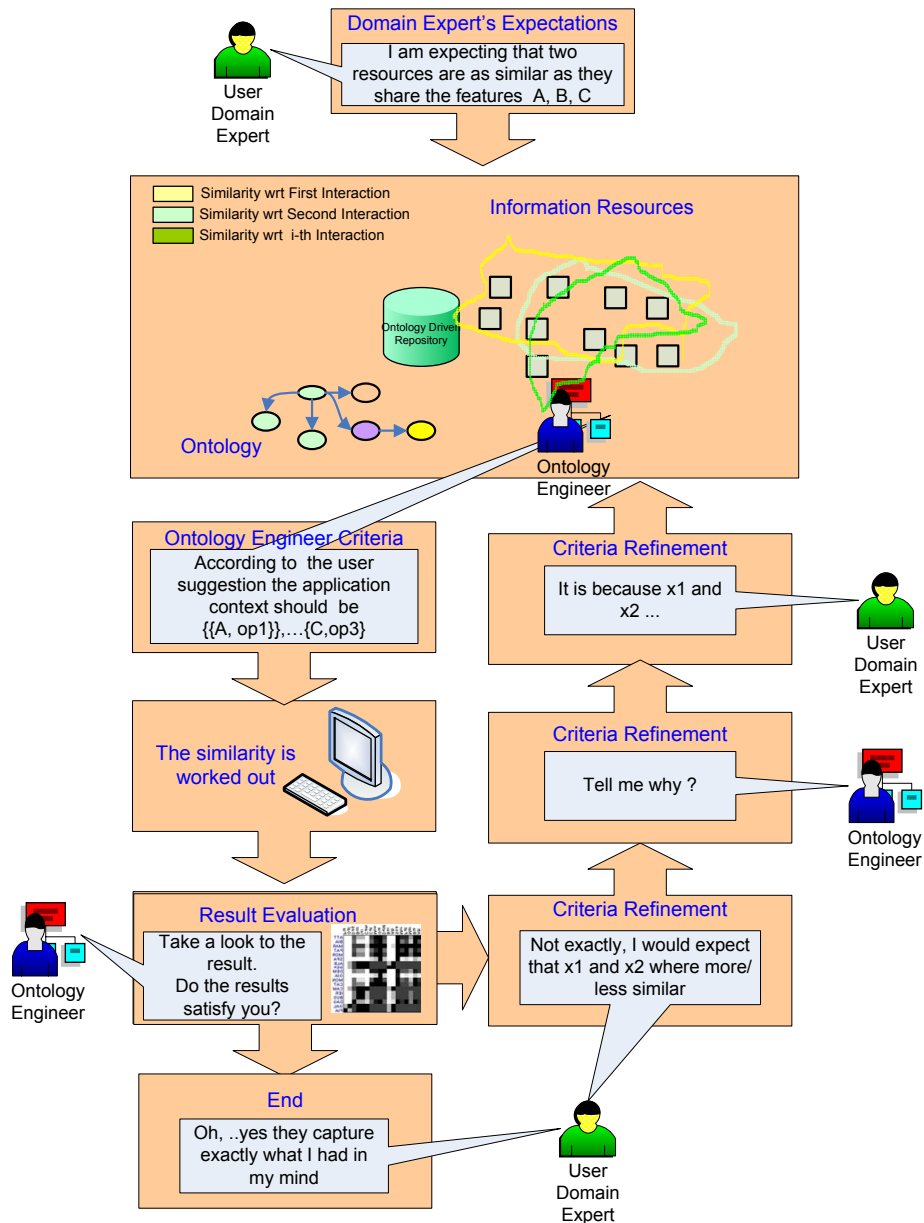 Domain Expert's Expectations
I am expecting that two
resources are as similar as they
share the features A, B, C
User
Domain
Expert
Similarity wrt First Interaction
Similarity wrt Second Interaction
Similarity wrt i-th Interaction
Information Resources
Ontology Driven
Repository
Ontology
Ontology
Engineer
Ontology Engineer Criteria
According to the user
suggestion the application
context should be
{{A, op1}},...{C,op3}
Criteria Refinement
It is because x1 and
x2 ...
User
Domain
Expert
The similarity is
worked out
Criteria Refinement
Tell me why ?
Ontology
Engineer
Result Evaluation
Take a look to the
result.
Do the results
satisfy you?
Ontology
Engineer
Criteria Refinement
Not exactly, I would expect
that x1 and x2 where more/
less similar
End
Oh, ..yes they capture
exactly what I had in
my mind
User
Domain
Expert